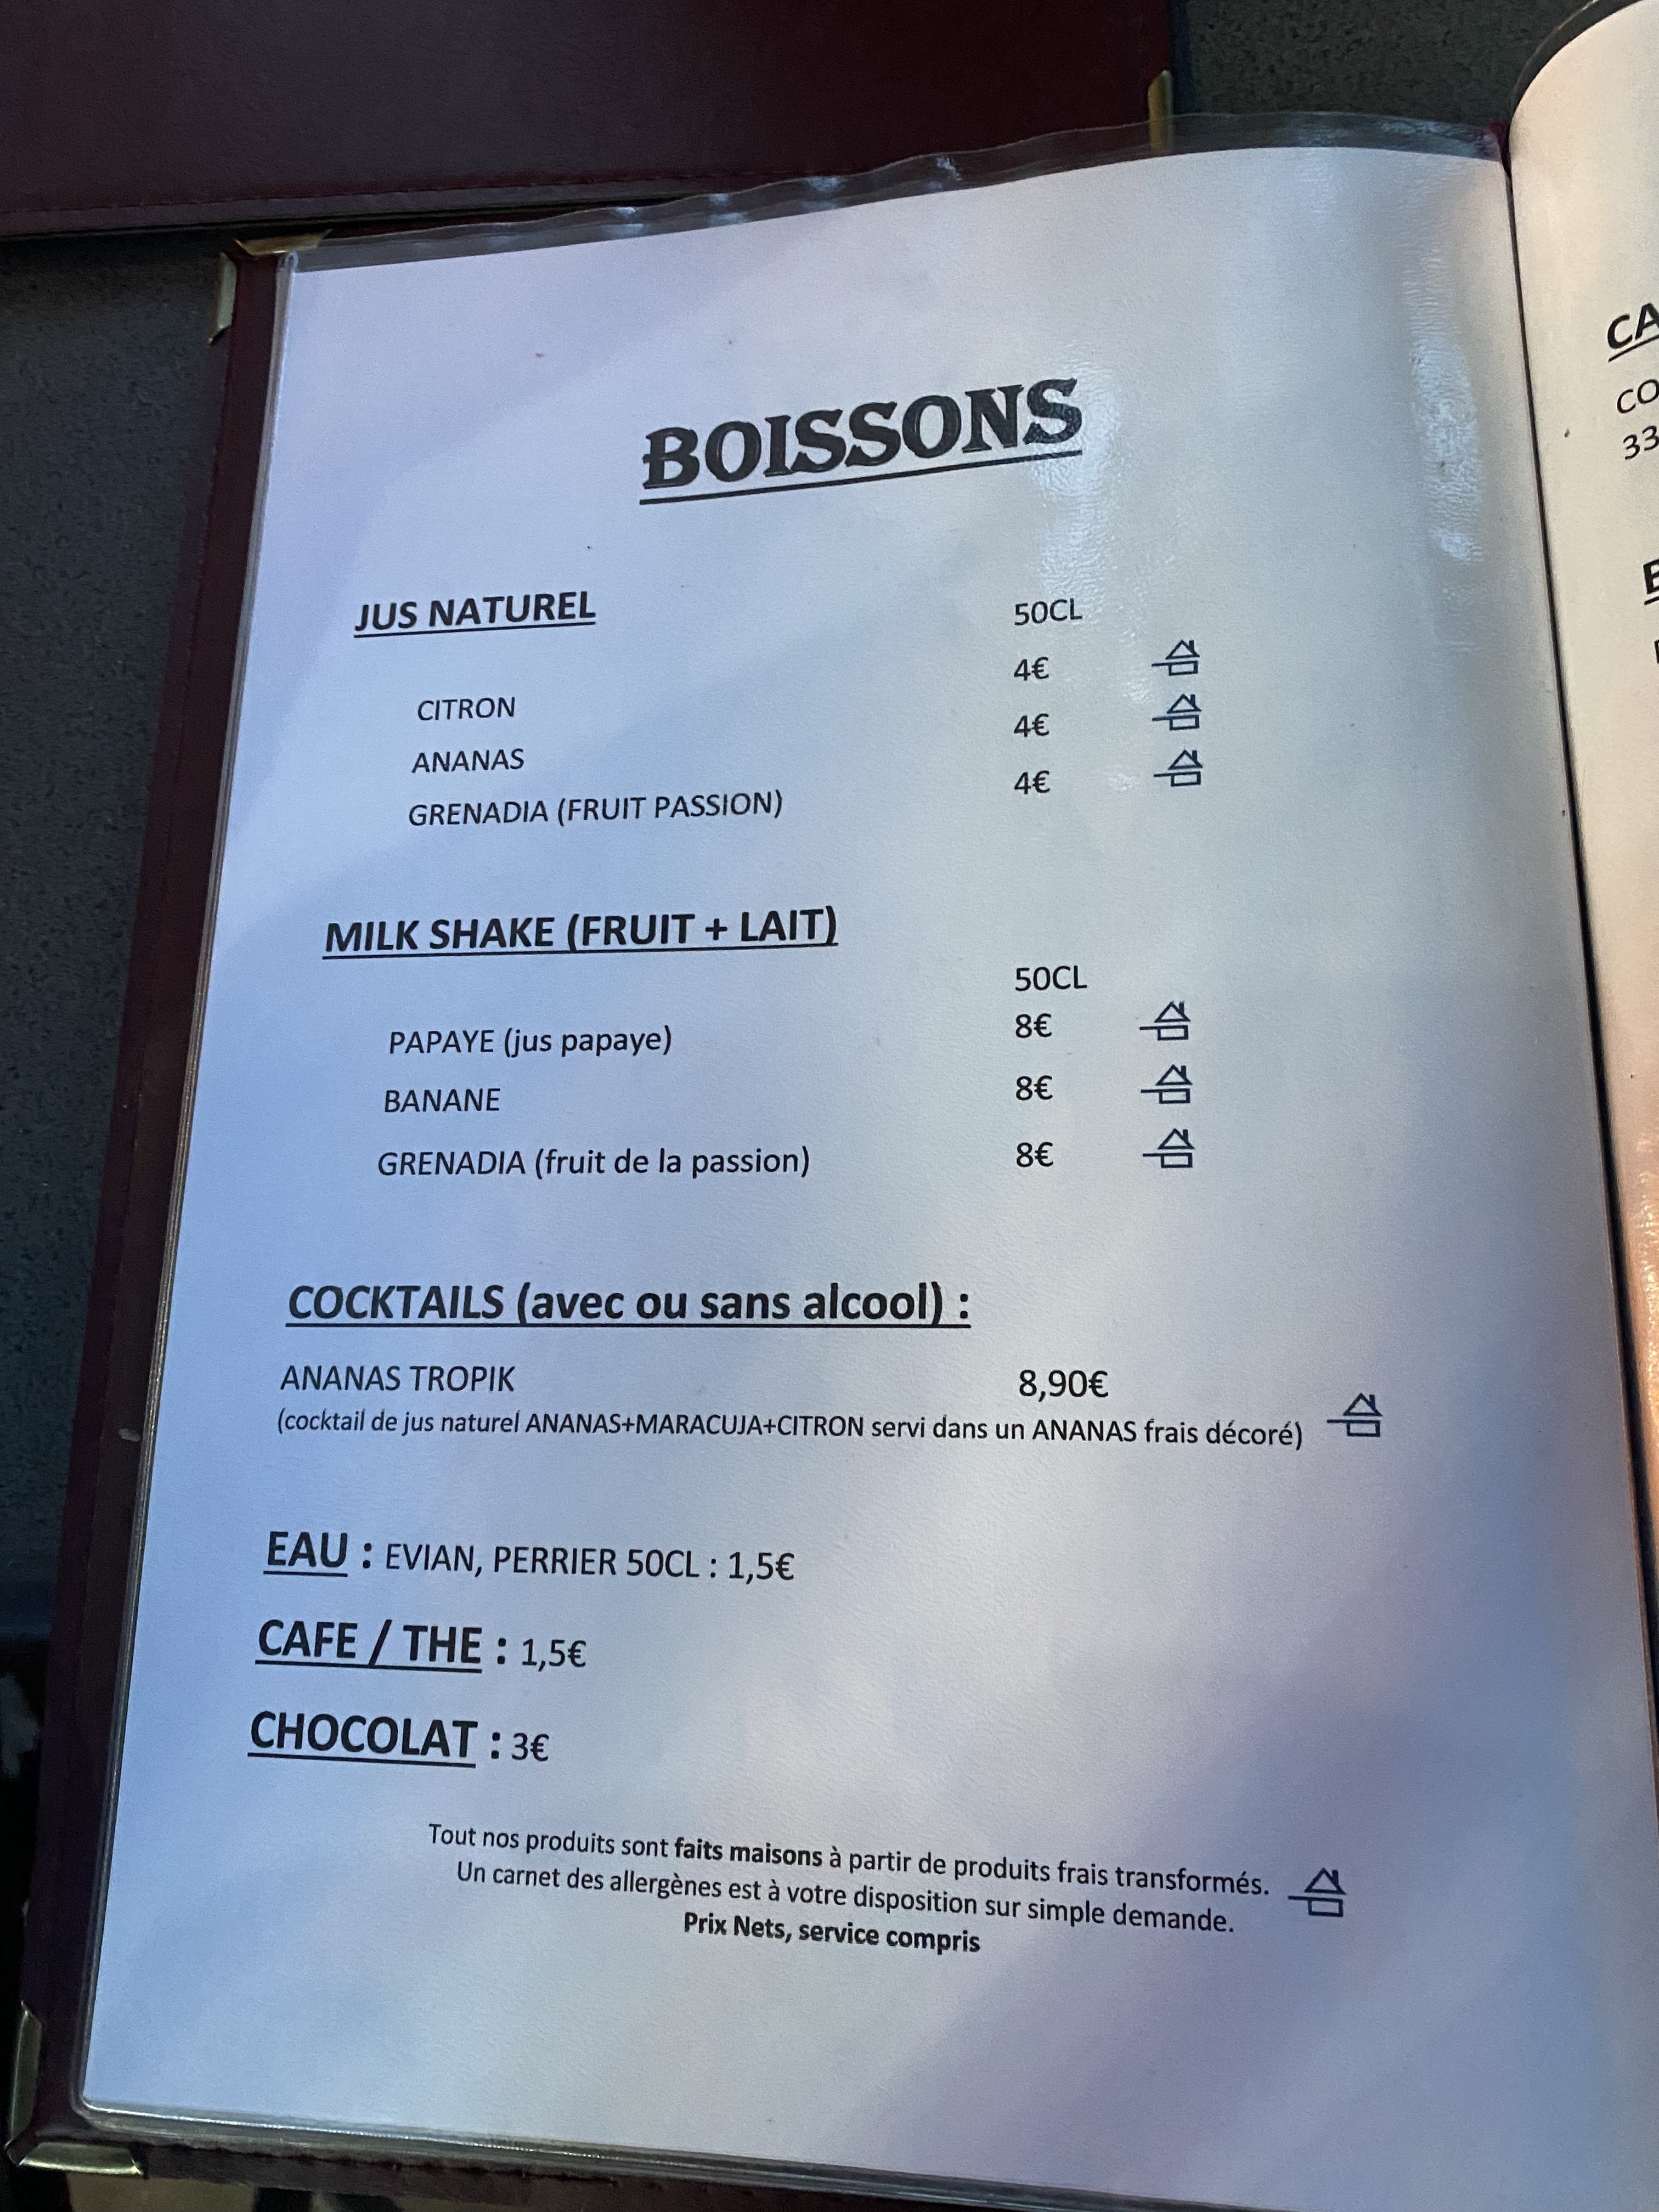 BOISSONS
JUS NATUREL 50CL
CITRON 4€
ANANAS 4€
GRENADIA (FRUIT PASSION) 4€
MILK SHAKE (FRUIT + LAIT)
50CL
PAPAYE (jus papaye) 8€
BANANE 8€
GRENADIA (fruit de la passion) 8€
COCKTAILS (avec ou sans alcool) :
ANANAS TROPIK 8,90€
(cocktail de jus naturel ANANAS+MARACUJA+CITRON servi dans un ANANAS frais décoré)
EAU : EVIAN, PERRIER 50CL : 1,5€
CAFE / THE : 1,5€
CHOCOLAT : 3€
Tout nos produits sont faits maisons à partir de produits frais transformés.
Un carnet des allergènes est à votre disposition sur simple demande.
Prix Nets, service compris
CA
CO
33